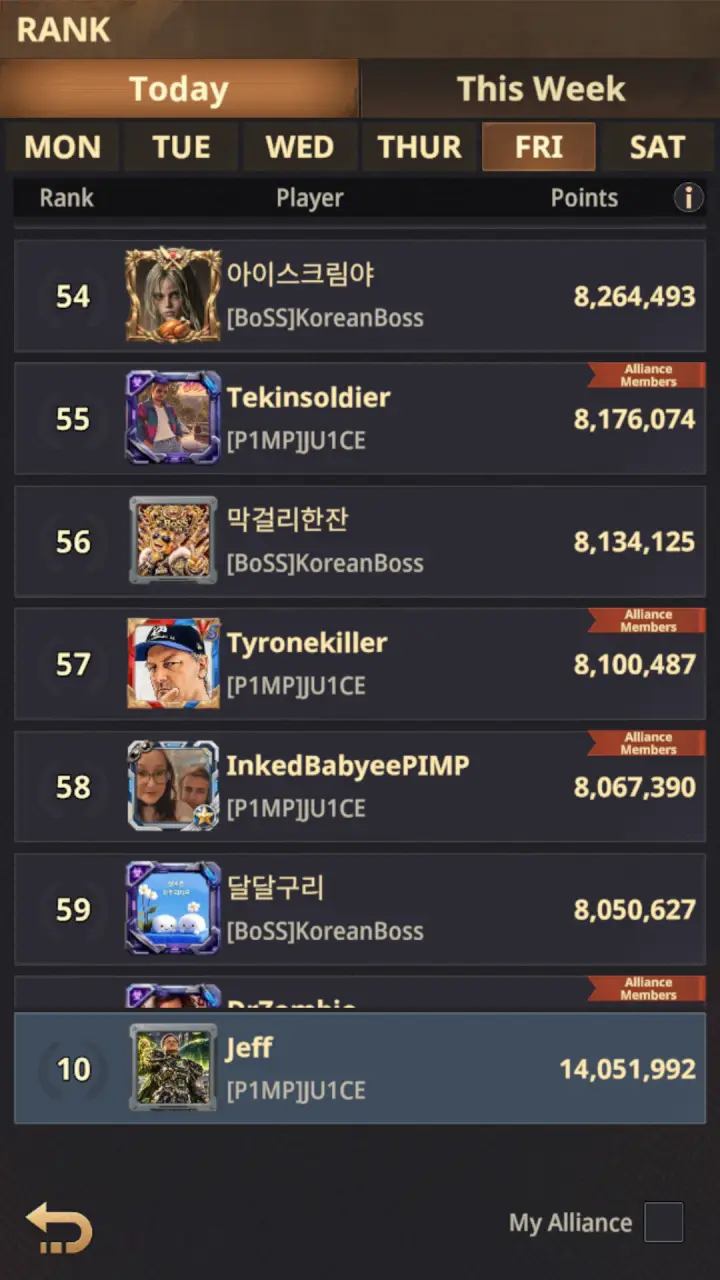 RANK
Today
This Week
MON TUE WED THUR FRI SAT
Rank Player Points i
54 아이스크림야 8,264,493
[BoSS]KoreanBoss
Alliance Members
55 Tekinsoldier 8,176,074
[P1MP]JU1CE
56 막걸리한잔 8,134,125
[BoSS]KoreanBoss
Alliance Members
57 Tyronekiller 8,100,487
[P1MP]JU1CE
Alliance Members
58 InkedBabyeePIMP 8,067,390
[P1MP]JU1CE
59 달달구리 8,050,627
[BoSS]KoreanBoss
Alliance Members
DrZombie
10 Jeff 14,051,992
[P1MP]JU1CE
My Alliance